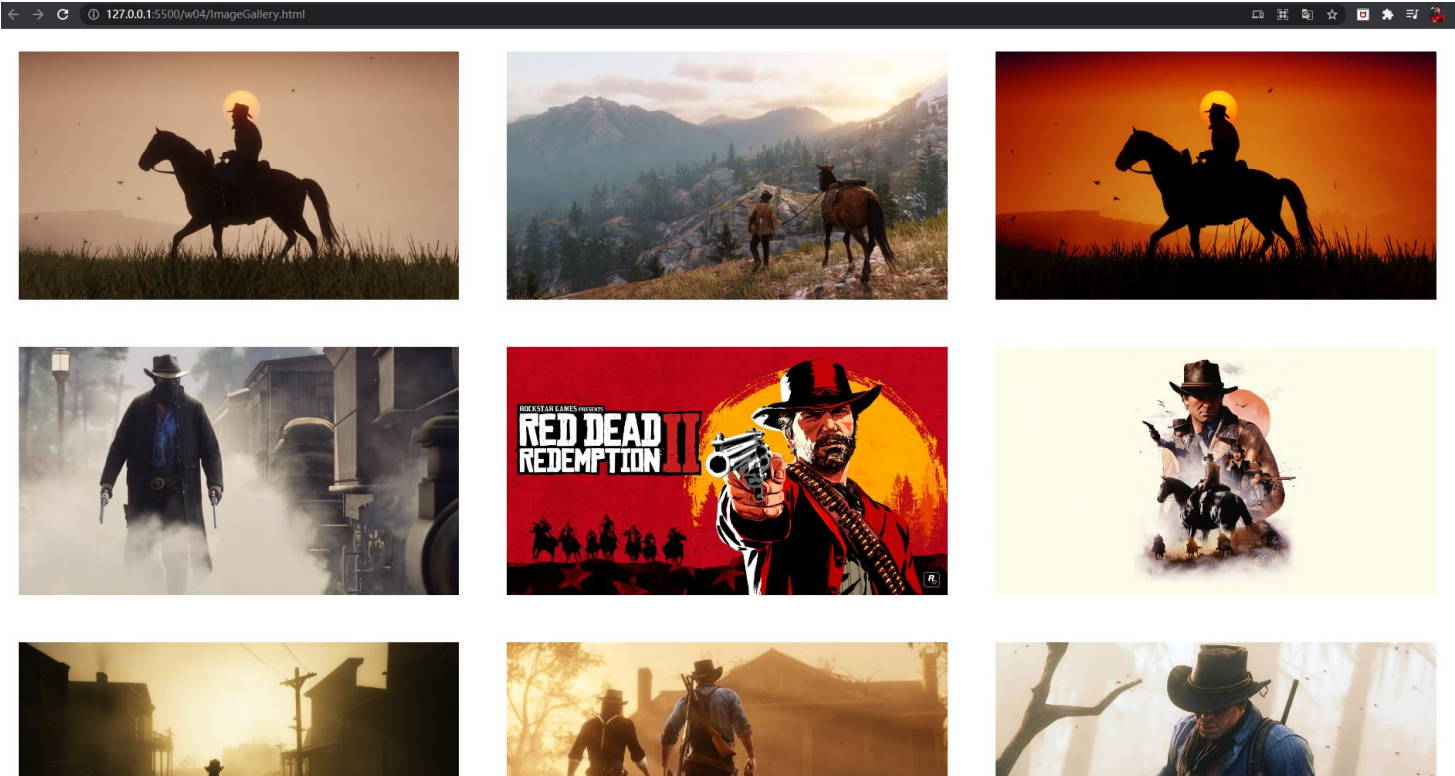 127.0.0.1:5500/w04/ImageGallery.html
ROCKSTAR GAMES PRESENTS
RED DEAD
REDEMPTION II
R